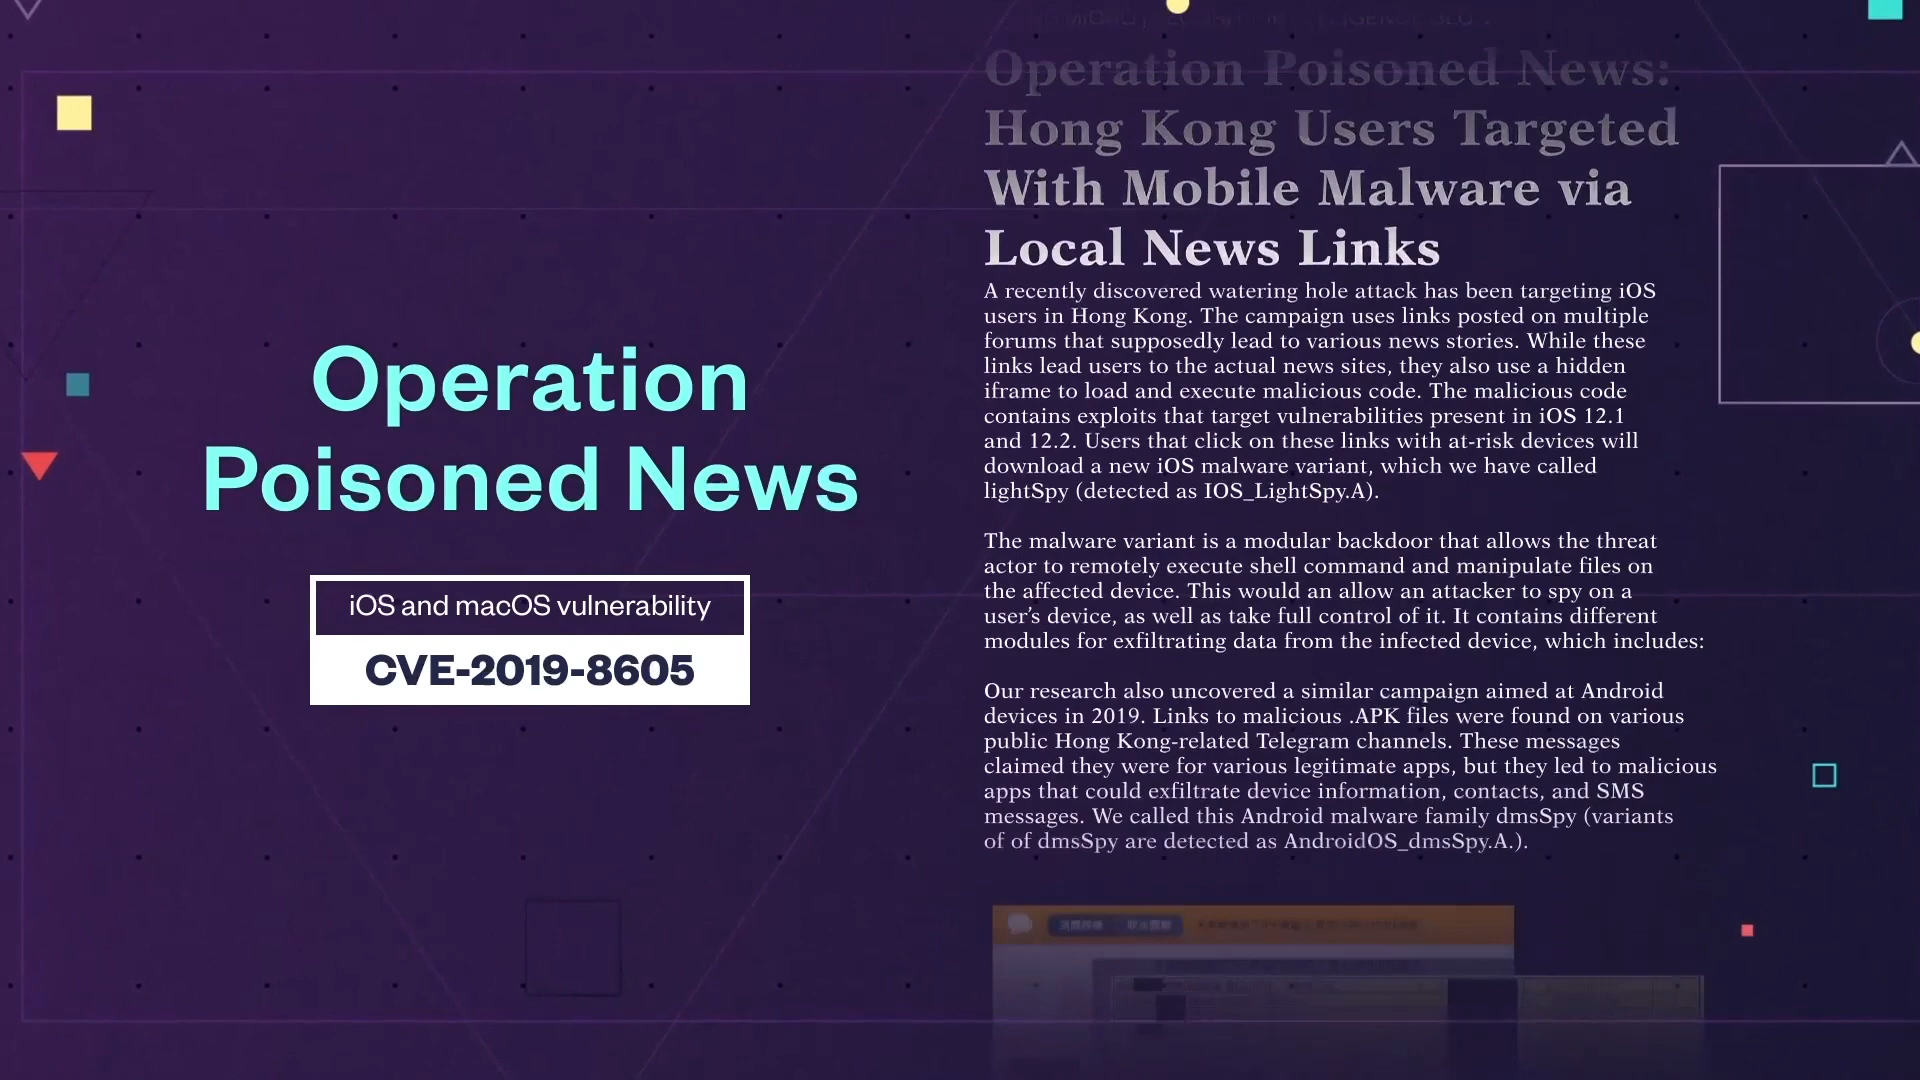 Operation
Poisoned News
iOS and macOS vulnerability
CVE-2019-8605
Operation Poisoned News:
Hong Kong Users Targeted
With Mobile Malware via
Local News Links
A recently discovered watering hole attack has been targeting iOS
users in Hong Kong. The campaign uses links posted on multiple
forums that supposedly lead to various news stories. While these
links lead users to the actual news sites, they also use a hidden
iframe to load and execute malicious code. The malicious code
contains exploits that target vulnerabilities present in iOS 12.1
and 12.2. Users that click on these links with at-risk devices will
download a new iOS malware variant, which we have called
lightSpy (detected as IOS_LightSpy.A).
The malware variant is a modular backdoor that allows the threat
actor to remotely execute shell command and manipulate files on
the affected device. This would an allow an attacker to spy on a
user’s device, as well as take full control of it. It contains different
modules for exfiltrating data from the infected device, which includes:
Our research also uncovered a similar campaign aimed at Android
devices in 2019. Links to malicious .APK files were found on various
public Hong Kong-related Telegram channels. These messages
claimed they were for various legitimate apps, but they led to malicious
apps that could exfiltrate device information, contacts, and SMS
messages. We called this Android malware family dmsSpy (variants
of of dmsSpy are detected as AndroidOS_dmsSpy.A.).